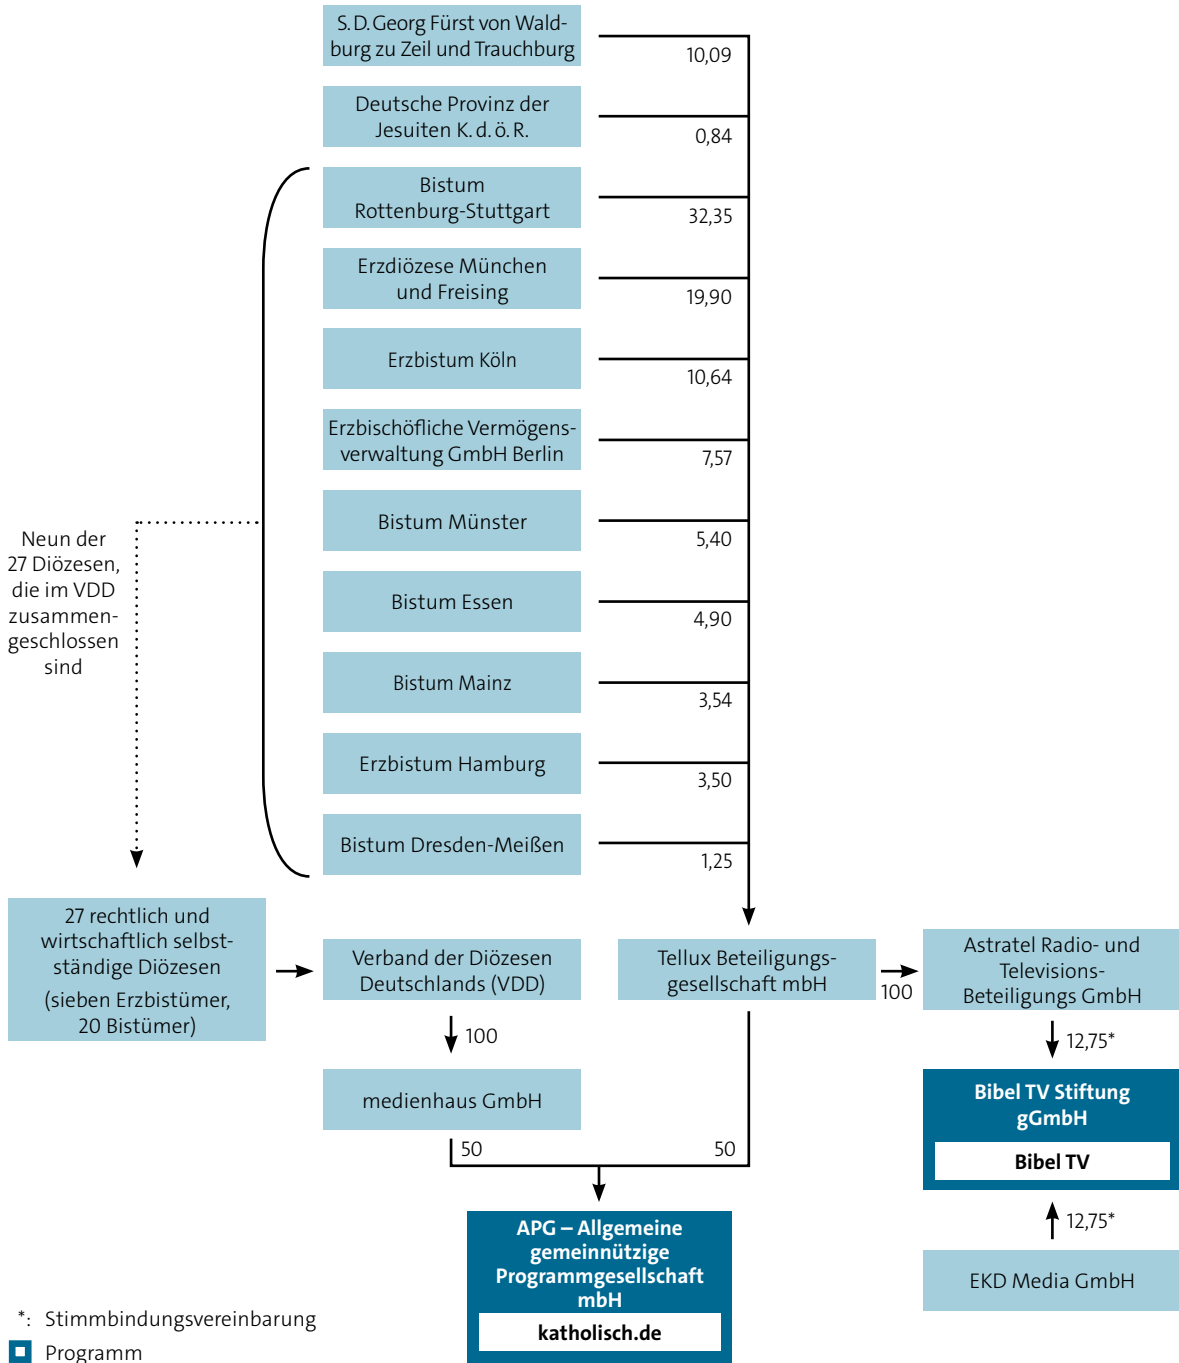 S. D. Georg Fürst von Wald-
burg zu Zeil und Trauchburg
10,09
Deutsche Provinz der
Jesuiten K. d. ö. R.
0,84
Bistum
Rottenburg-Stuttgart
32,35
Erzdiözese München
und Freising
19,90
Erzbistum Köln
10,64
Erzbischöfliche Vermögens-
verwaltung GmbH Berlin
7,57
Bistum Münster
5,40
Neun der
27 Diözesen,
die im VDD
zusammen-
geschlossen
sind
Bistum Essen
4,90
Bistum Mainz
3,54
Erzbistum Hamburg
3,50
Bistum Dresden-Meißen
1,25
27 rechtlich und
wirtschaftlich selbst-
ständige Diözesen
(sieben Erzbistümer,
20 Bistümer)
Verband der Diözesen
Deutschlands (VDD)
Tellux Beteiligungs-
gesellschaft mbH
100
Astratel Radio- und
Televisions-
Beteiligungs GmbH
100
12,75*
medienhaus GmbH
Bibel TV Stiftung
gGmbH
Bibel TV
50
50
12,75*
APG – Allgemeine
gemeinnützige
Programmgesellschaft
mbH
katholisch.de
EKD Media GmbH
*: Stimmbindungsvereinbarung
Programm